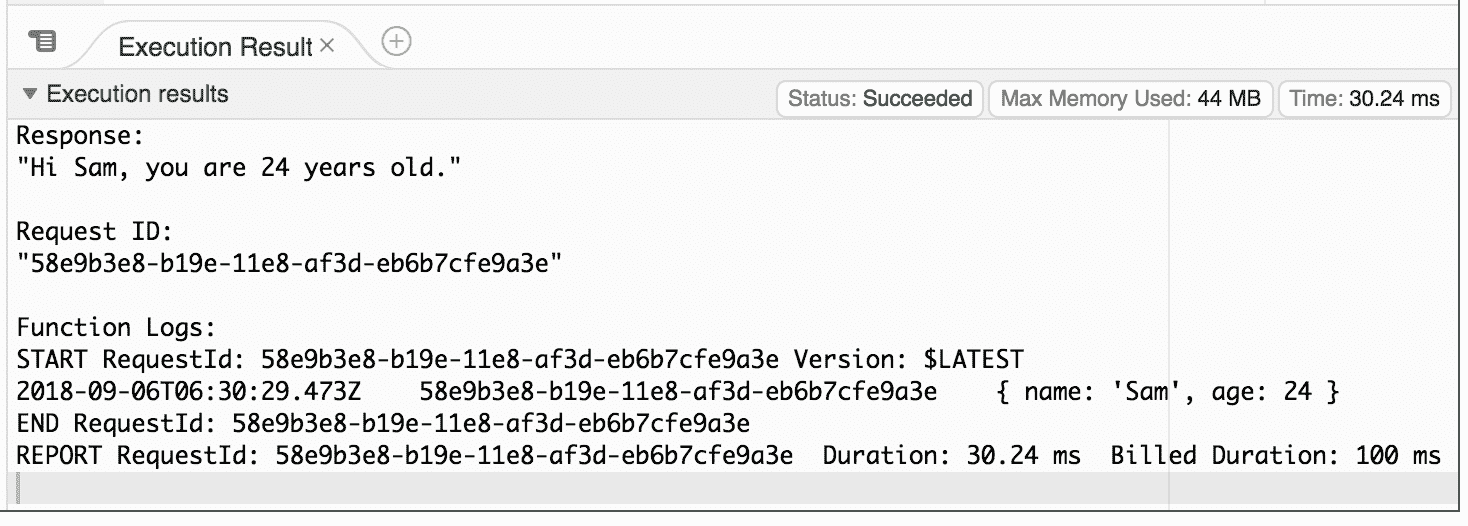 Execution Result
Execution results
Status: Succeeded
Max Memory Used: 44 MB
Time: 30.24 ms
Response:
"Hi Sam, you are 24 years old."
Request ID:
"58e9b3e8-b19e-11e8-af3d-eb6b7cfe9a3e"
Function Logs:
START RequestId: 58e9b3e8-b19e-11e8-af3d-eb6b7cfe9a3e Version: $LATEST
2018-09-06T06:30:29.473Z    58e9b3e8-b19e-11e8-af3d-eb6b7cfe9a3e    { name: 'Sam', age: 24 }
END RequestId: 58e9b3e8-b19e-11e8-af3d-eb6b7cfe9a3e
REPORT RequestId: 58e9b3e8-b19e-11e8-af3d-eb6b7cfe9a3e  Duration: 30.24 ms  Billed Duration: 100 ms